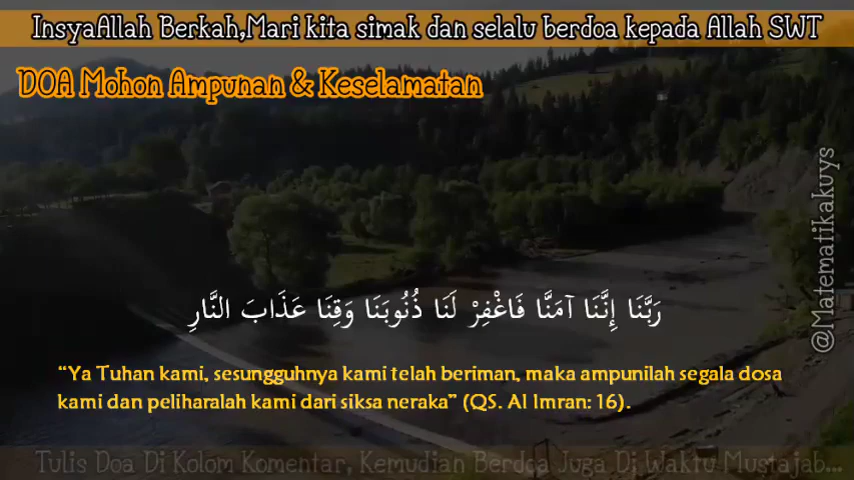 InsyaAllah Berkah,Mari kita simak dan selalu berdoa kepada Allah SWT
DOA Mohon Ampunan & Keselamatan
@Matematikakuys
رَبَّنَا إِنَّنَا آمَنَّا فَاغْفِرْ لَنَا ذُنُوبَنَا وَقِنَا عَذَابَ النَّارِ
“Ya Tuhan kami, sesungguhnya kami telah beriman, maka ampunilah segala dosa
kami dan peliharalah kami dari siksa neraka” (QS. Al Imran: 16).
Tulis Doa Di Kolom Komentar, Kemudian Berdoa Juga Di Waktu Mustajab...